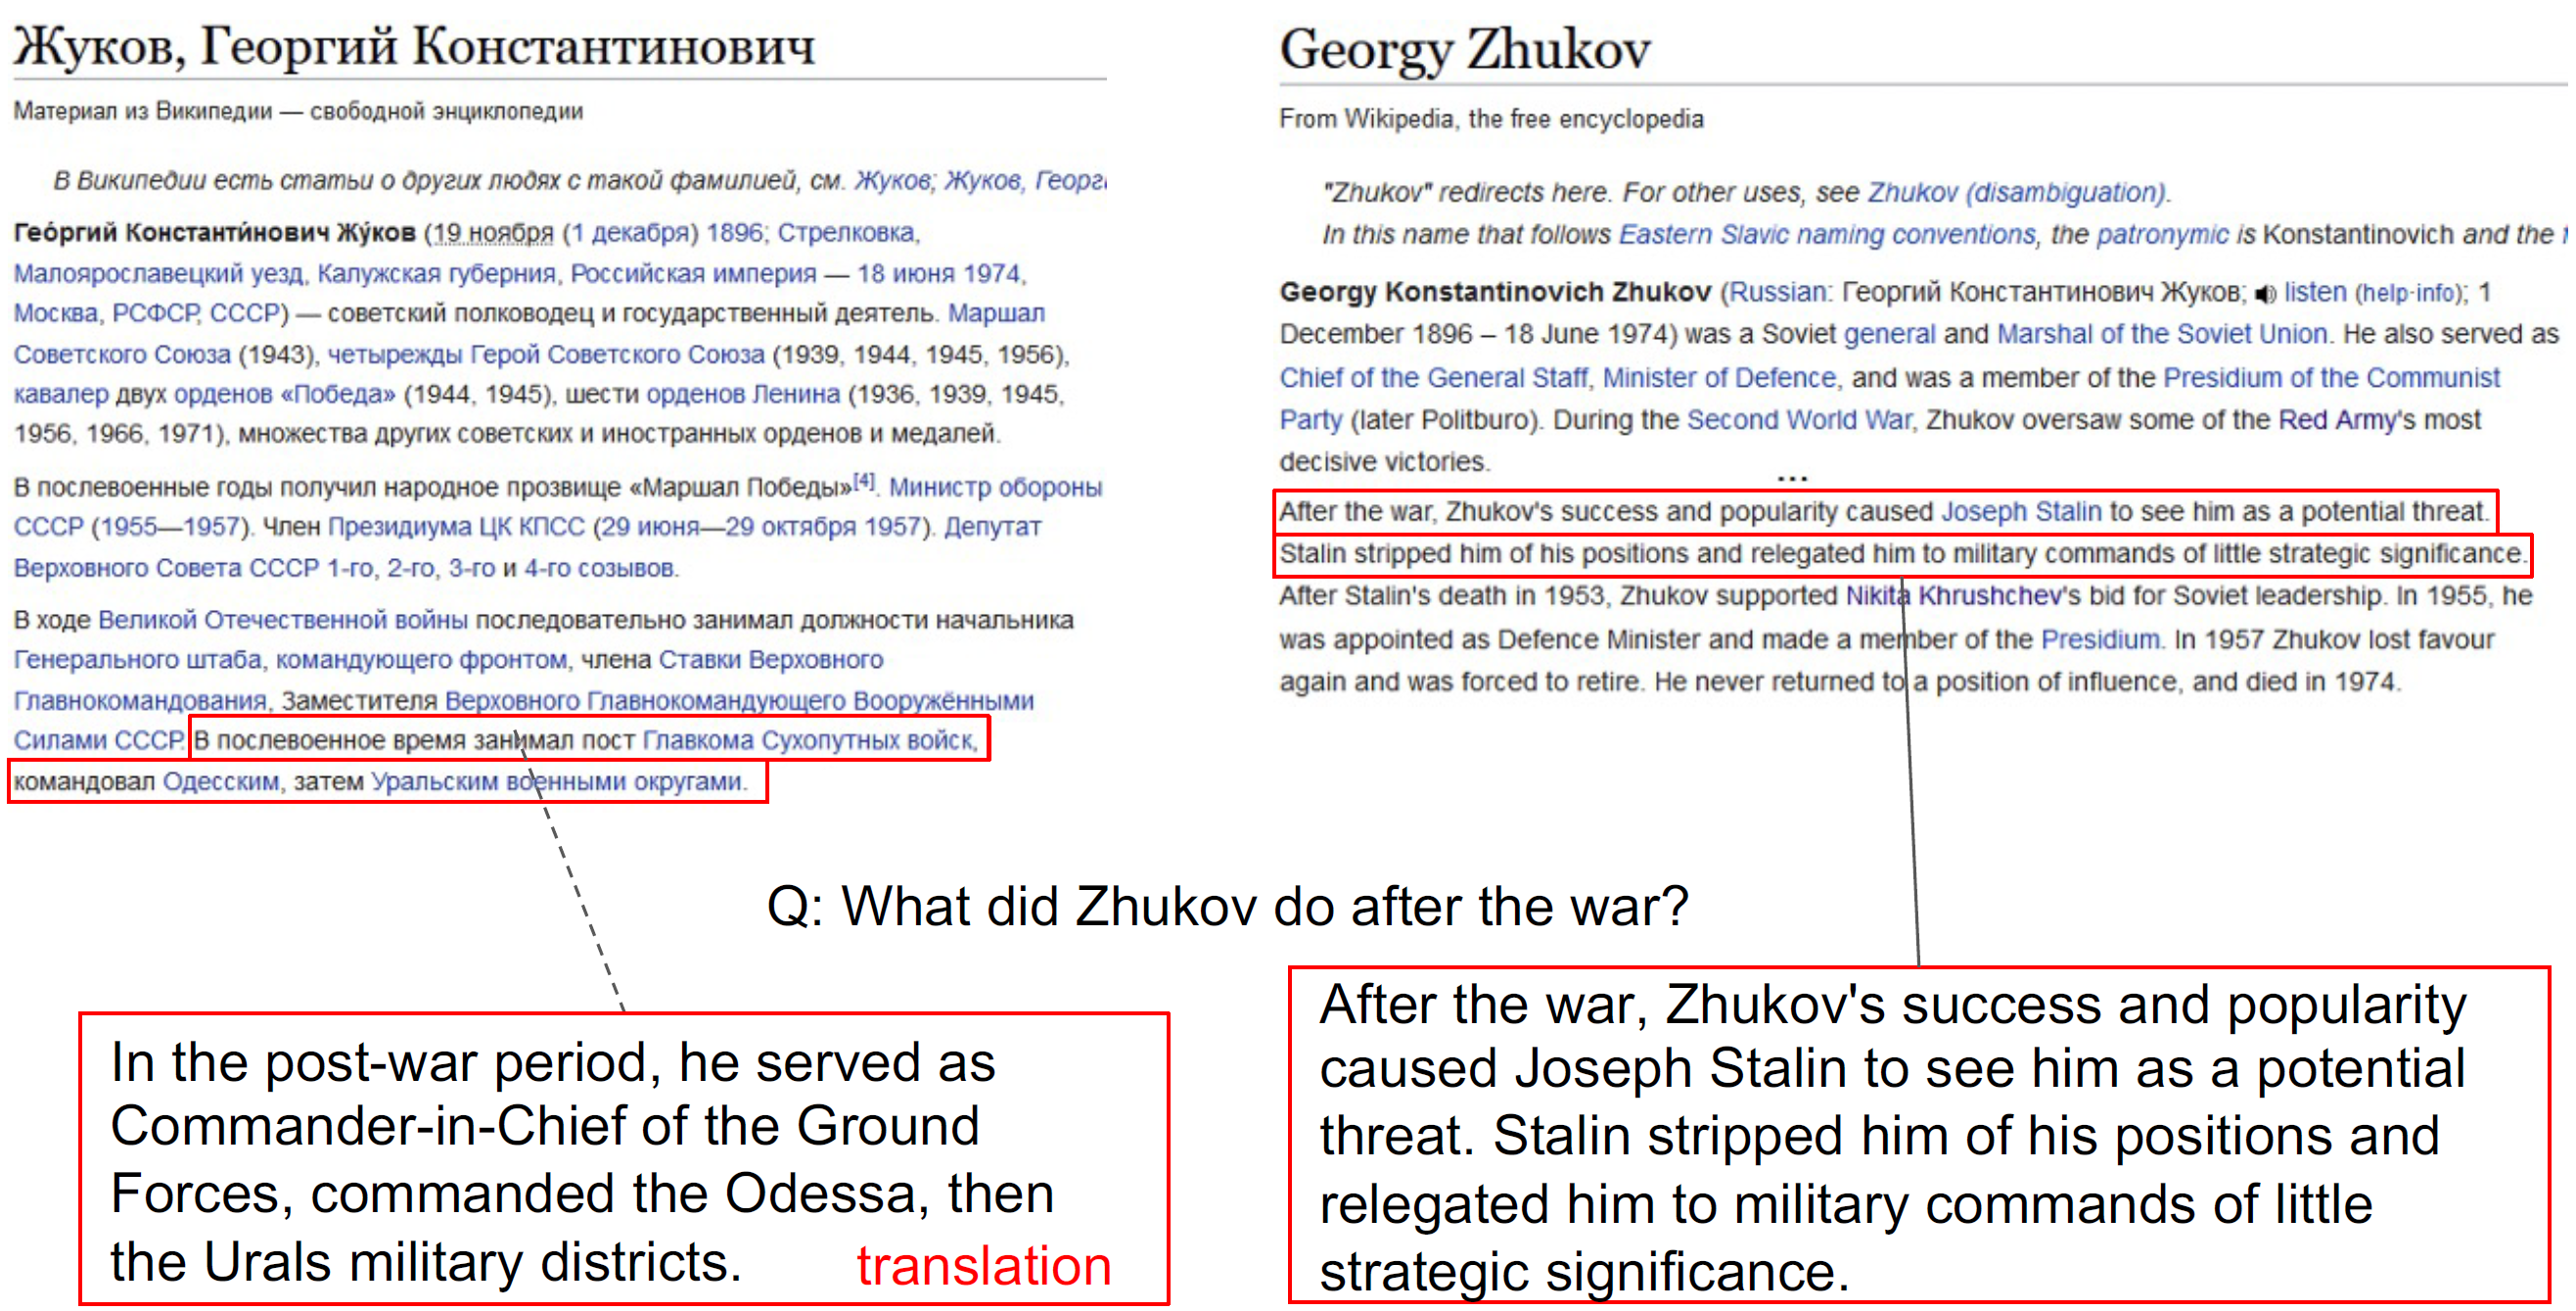 Жуков, Георгий Константинович
Материал из Википедии — свободной энциклопедии
В Википедии есть статьи о других людях с такой фамилией, см. Жуков; Жуков,
Гео́ргий Константи́нович Жу́ков (19 ноября (1 декабря) 1896; Стрелковка,
Малоярославецкий уезд, Калужская губерния, Российская империя — 18 июня 1974,
Москва, РСФСР, СССР) — советский полководец и государственный деятель. Маршал
Советского Союза (1943), четырежды Герой Советского Союза (1939, 1944, 1945, 1956),
кавалер двух орденов «Победа» (1944, 1945), шести орденов Ленина (1936, 1939, 1945,
1956, 1966, 1971), множества других советских и иностранных орденов и медалей.
В послевоенные годы получил народное прозвище «Маршал Победы»[4]. Министр обороны
СССР (1955—1957). Член Президиума ЦК КПСС (29 июня—29 октября 1957). Депутат
Верховного Совета СССР 1-го, 2-го, 3-го и 4-го созывов.
В ходе Великой Отечественной войны последовательно занимал должности начальника
Генерального штаба, командующего фронтом, члена Ставки Верховного
Главнокомандования, Заместителя Верховного Главнокомандующего Вооружёнными
Силами СССР. В послевоенное время занимал пост Главкома Сухопутных войск,
командовал Одесским, затем Уральским военными округами.
Georgy Zhukov
From Wikipedia, the free encyclopedia
"Zhukov" redirects here. For other uses, see Zhukov (disambiguation).
In this name that follows Eastern Slavic naming conventions, the patronymic is Konstantinovich and the
Georgy Konstantinovich Zhukov (Russian: Георгий Константинович Жуков; listen (help·info); 1
December 1896 – 18 June 1974) was a Soviet general and Marshal of the Soviet Union. He also served as
Chief of the General Staff, Minister of Defence, and was a member of the Presidium of the Communist
Party (later Politburo). During the Second World War, Zhukov oversaw some of the Red Army's most
decisive victories.
...
After the war, Zhukov's success and popularity caused Joseph Stalin to see him as a potential threat.
Stalin stripped him of his positions and relegated him to military commands of little strategic significance.
After Stalin's death in 1953, Zhukov supported Nikita Khrushchev's bid for Soviet leadership. In 1955, he
was appointed as Defence Minister and made a member of the Presidium. In 1957 Zhukov lost favour
again and was forced to retire. He never returned to a position of influence, and died in 1974.
Q: What did Zhukov do after the war?
In the post-war period, he served as
Commander-in-Chief of the Ground
Forces, commanded the Odessa, then
the Urals military districts. translation
After the war, Zhukov's success and popularity
caused Joseph Stalin to see him as a potential
threat. Stalin stripped him of his positions and
relegated him to military commands of little
strategic significance.